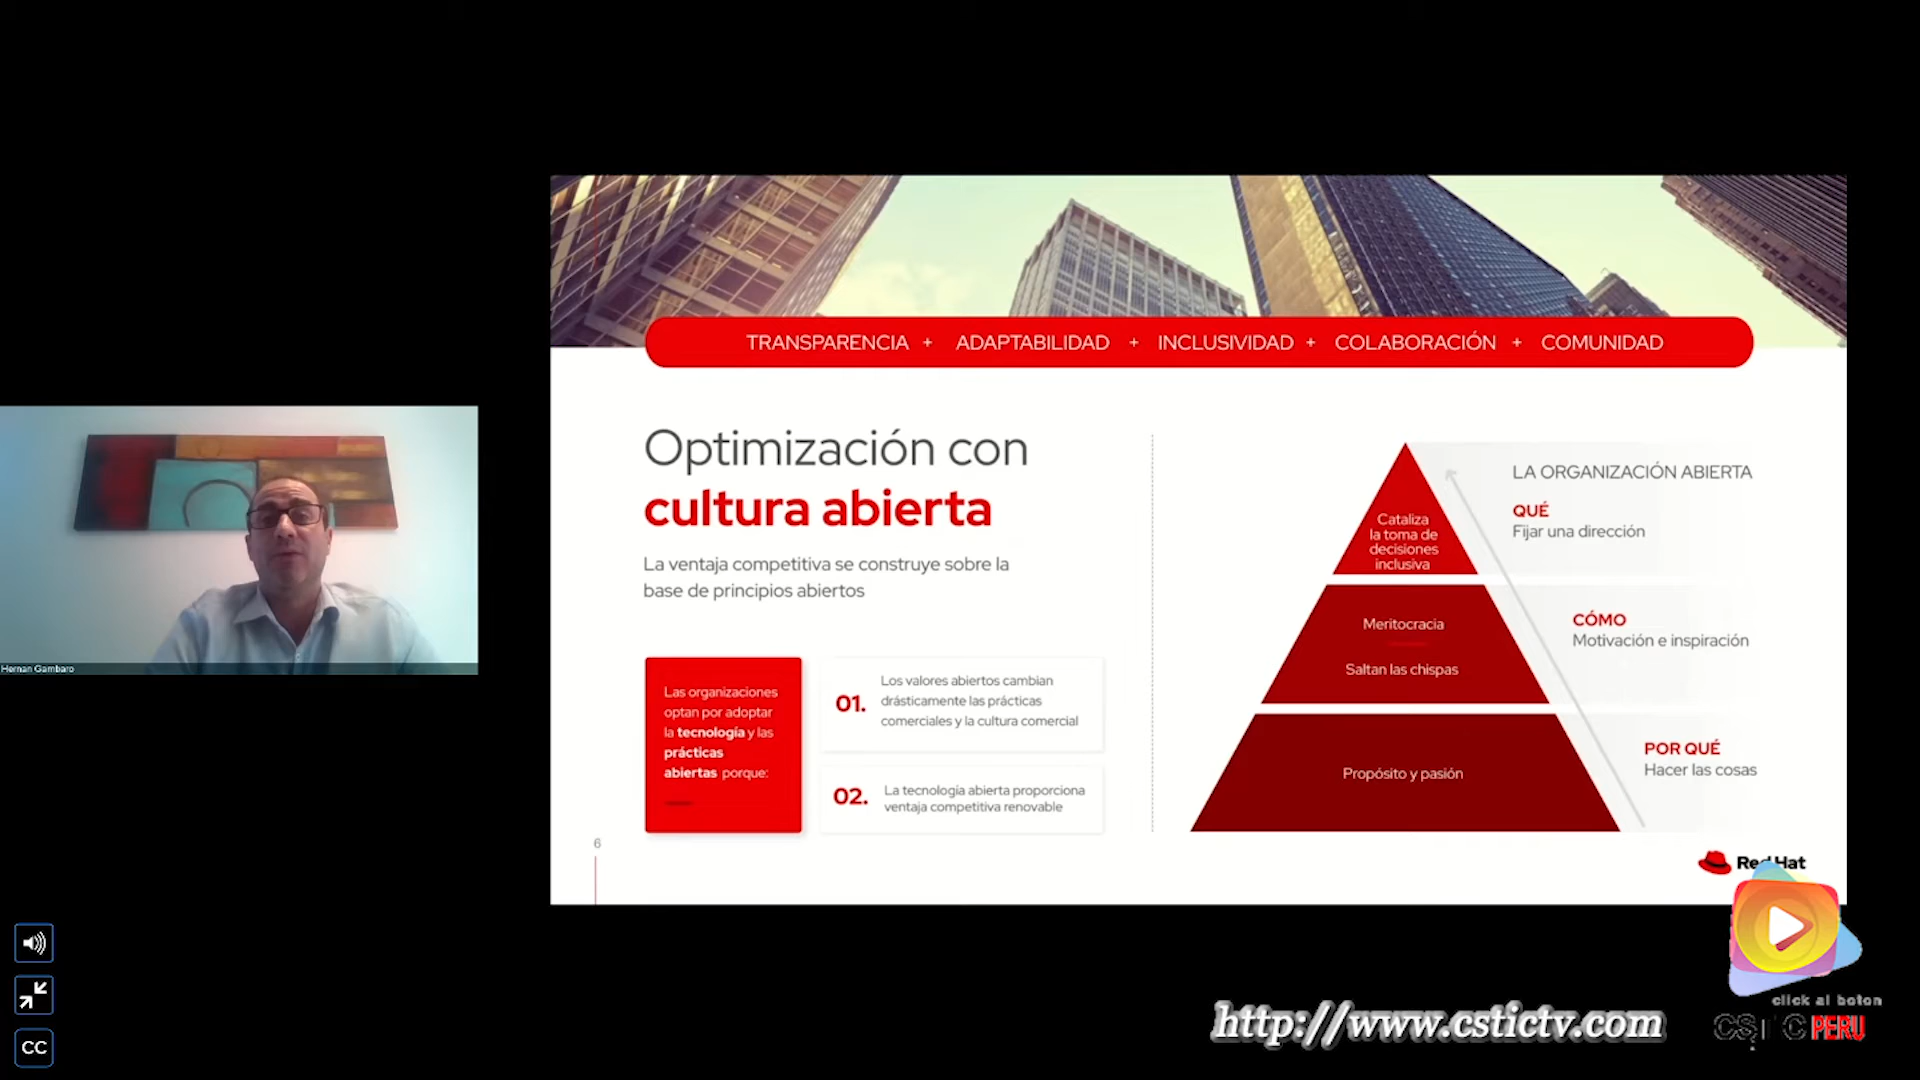 TRANSPARENCIA + ADAPTABILIDAD + INCLUSIVIDAD + COLABORACIÓN + COMUNIDAD
Optimización con
cultura abierta
La ventaja competitiva se construye sobre la
base de principios abiertos
Las organizaciones
optan por adoptar
la tecnología y las
prácticas
abiertas porque:
01.
Los valores abiertos cambian
drásticamente las prácticas
comerciales y la cultura comercial
02.
La tecnología abierta proporciona
ventaja competitiva renovable
6
Cataliza
la toma de
decisiones
inclusiva
Meritocracia
Saltan las chispas
Propósito y pasión
LA ORGANIZACIÓN ABIERTA
QUÉ
Fijar una dirección
CÓMO
Motivación e inspiración
POR QUÉ
Hacer las cosas
Red Hat
Hernan Gambaro
CC
http://www.cstictv.com
click al boton
CSTIC PERU